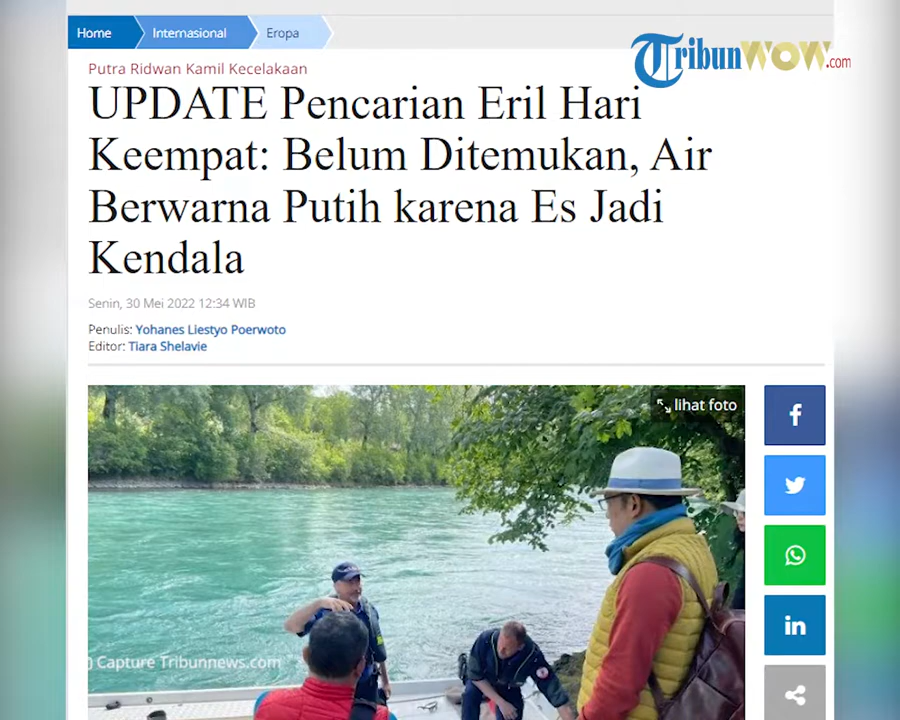 Home Internasional Eropa
TribunWOW.com
Putra Ridwan Kamil Kecelakaan
UPDATE Pencarian Eril Hari
Keempat: Belum Ditemukan, Air
Berwarna Putih karena Es Jadi
Kendala
Senin, 30 Mei 2022 12:34 WIB
Penulis: Yohanes Liestyo Poerwoto
Editor: Tiara Shelavie
lihat foto
Capture Tribunnews.com